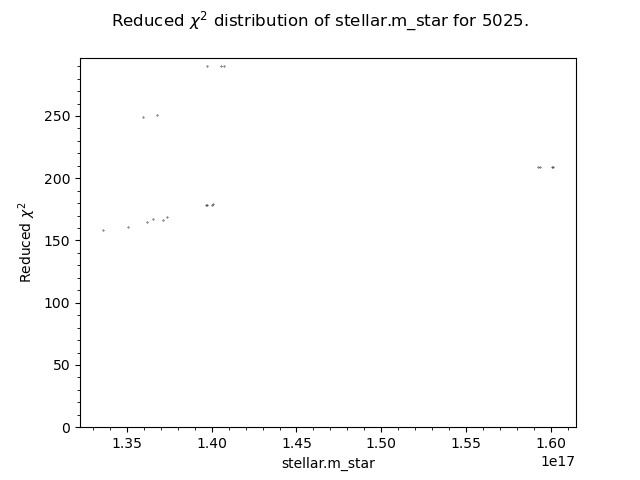 Reduced χ² distribution of stellar.m_star for 5025.
250
200
150
100
50
0
Reduced χ²
1.35 1.40 1.45 1.50 1.55 1.60
1e17
stellar.m_star